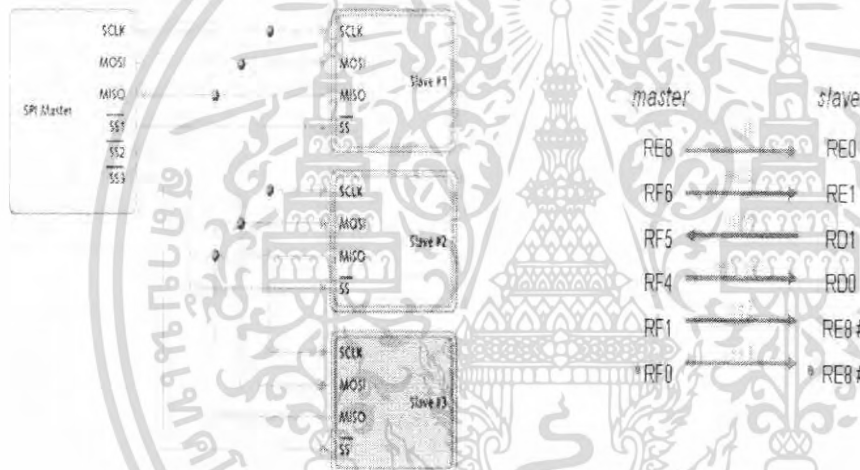 SPI Master
SCLK
MOSI
MISO
SS1
SS2
SS3
SCLK
MOSI
MISO
SS
Slave #1
SCLK
MOSI
MISO
SS
Slave #2
SCLK
MOSI
MISO
SS
Slave #3
master slave
RE8 RE0
RF6 RE1
RF5 RD1
RF4 RD0
RF1 RE8 #
RF0 RE8 #